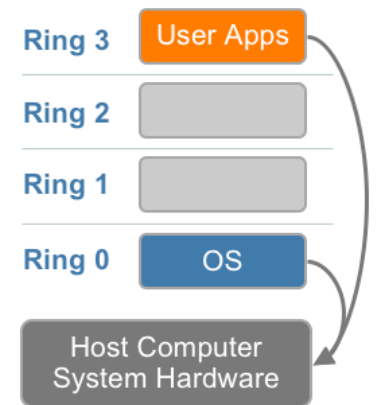 Ring 3 User Apps
Ring 2
Ring 1
Ring 0 OS
Host Computer
System Hardware